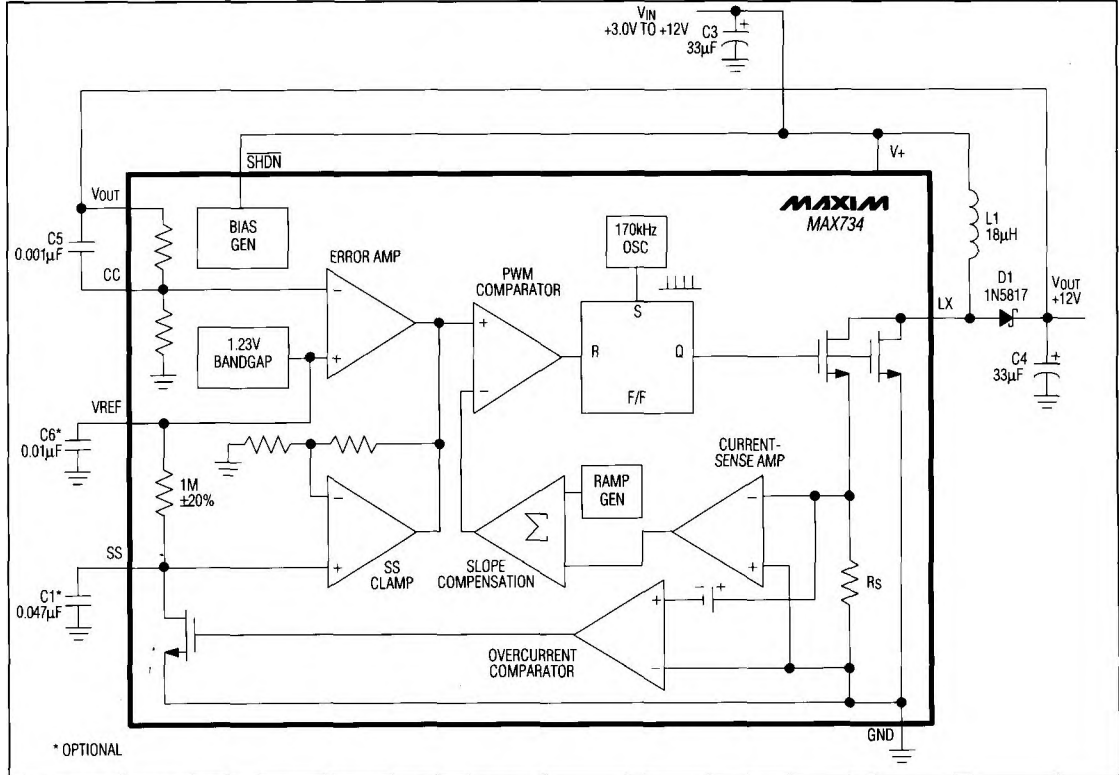 VIN
+3.0V TO +12V
C3
33µF
+
SHDN
V+
VOUT
MAXIM
MAX734
BIAS
GEN
170kHz
OSC
L1
18µH
C5
0.001µF
CC
ERROR AMP
PWM
COMPARATOR
D1
1N5817
VOUT
+12V
LX
S
R
Q
F/F
1.23V
BANDGAP
C4
33µF
+
VREF
C6*
0.01µF
1M
±20%
CURRENT-
SENSE AMP
RAMP
GEN
Σ
SS
SS
CLAMP
SLOPE
COMPENSATION
RS
C1*
0.047µF
OVERCURRENT
COMPARATOR
GND
* OPTIONAL